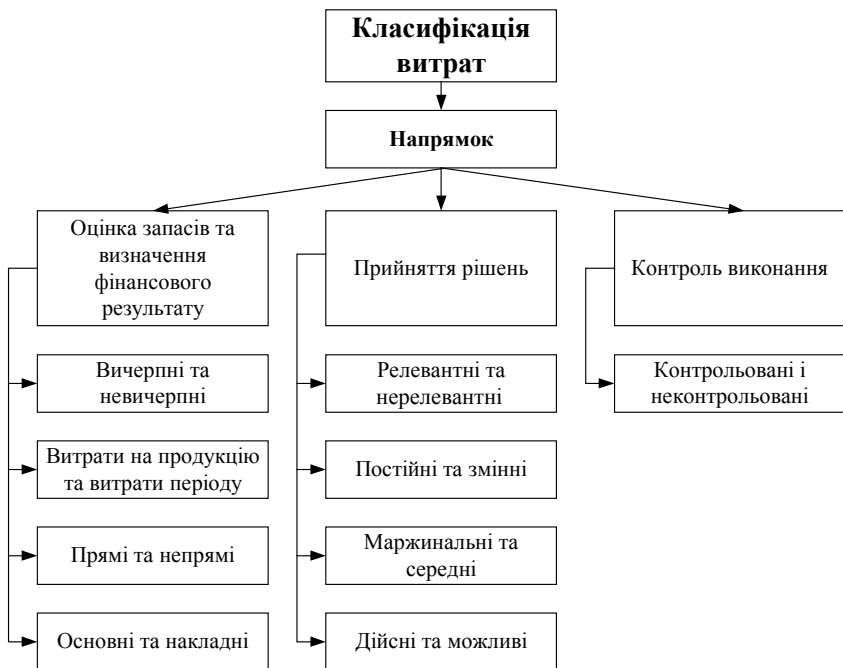 Класифікація
витрат
Напрямок
Оцінка запасів та
визначення
фінансового
результату
Прийняття рішень
Контроль виконання
Вичерпні та
невичерпні
Релевантні та
нерелевантні
Контрольовані і
неконтрольовані
Витрати на продукцію
та витрати періоду
Постійні та змінні
Прямі та непрямі
Маржинальні та
середні
Основні та накладні
Дійсні та можливі